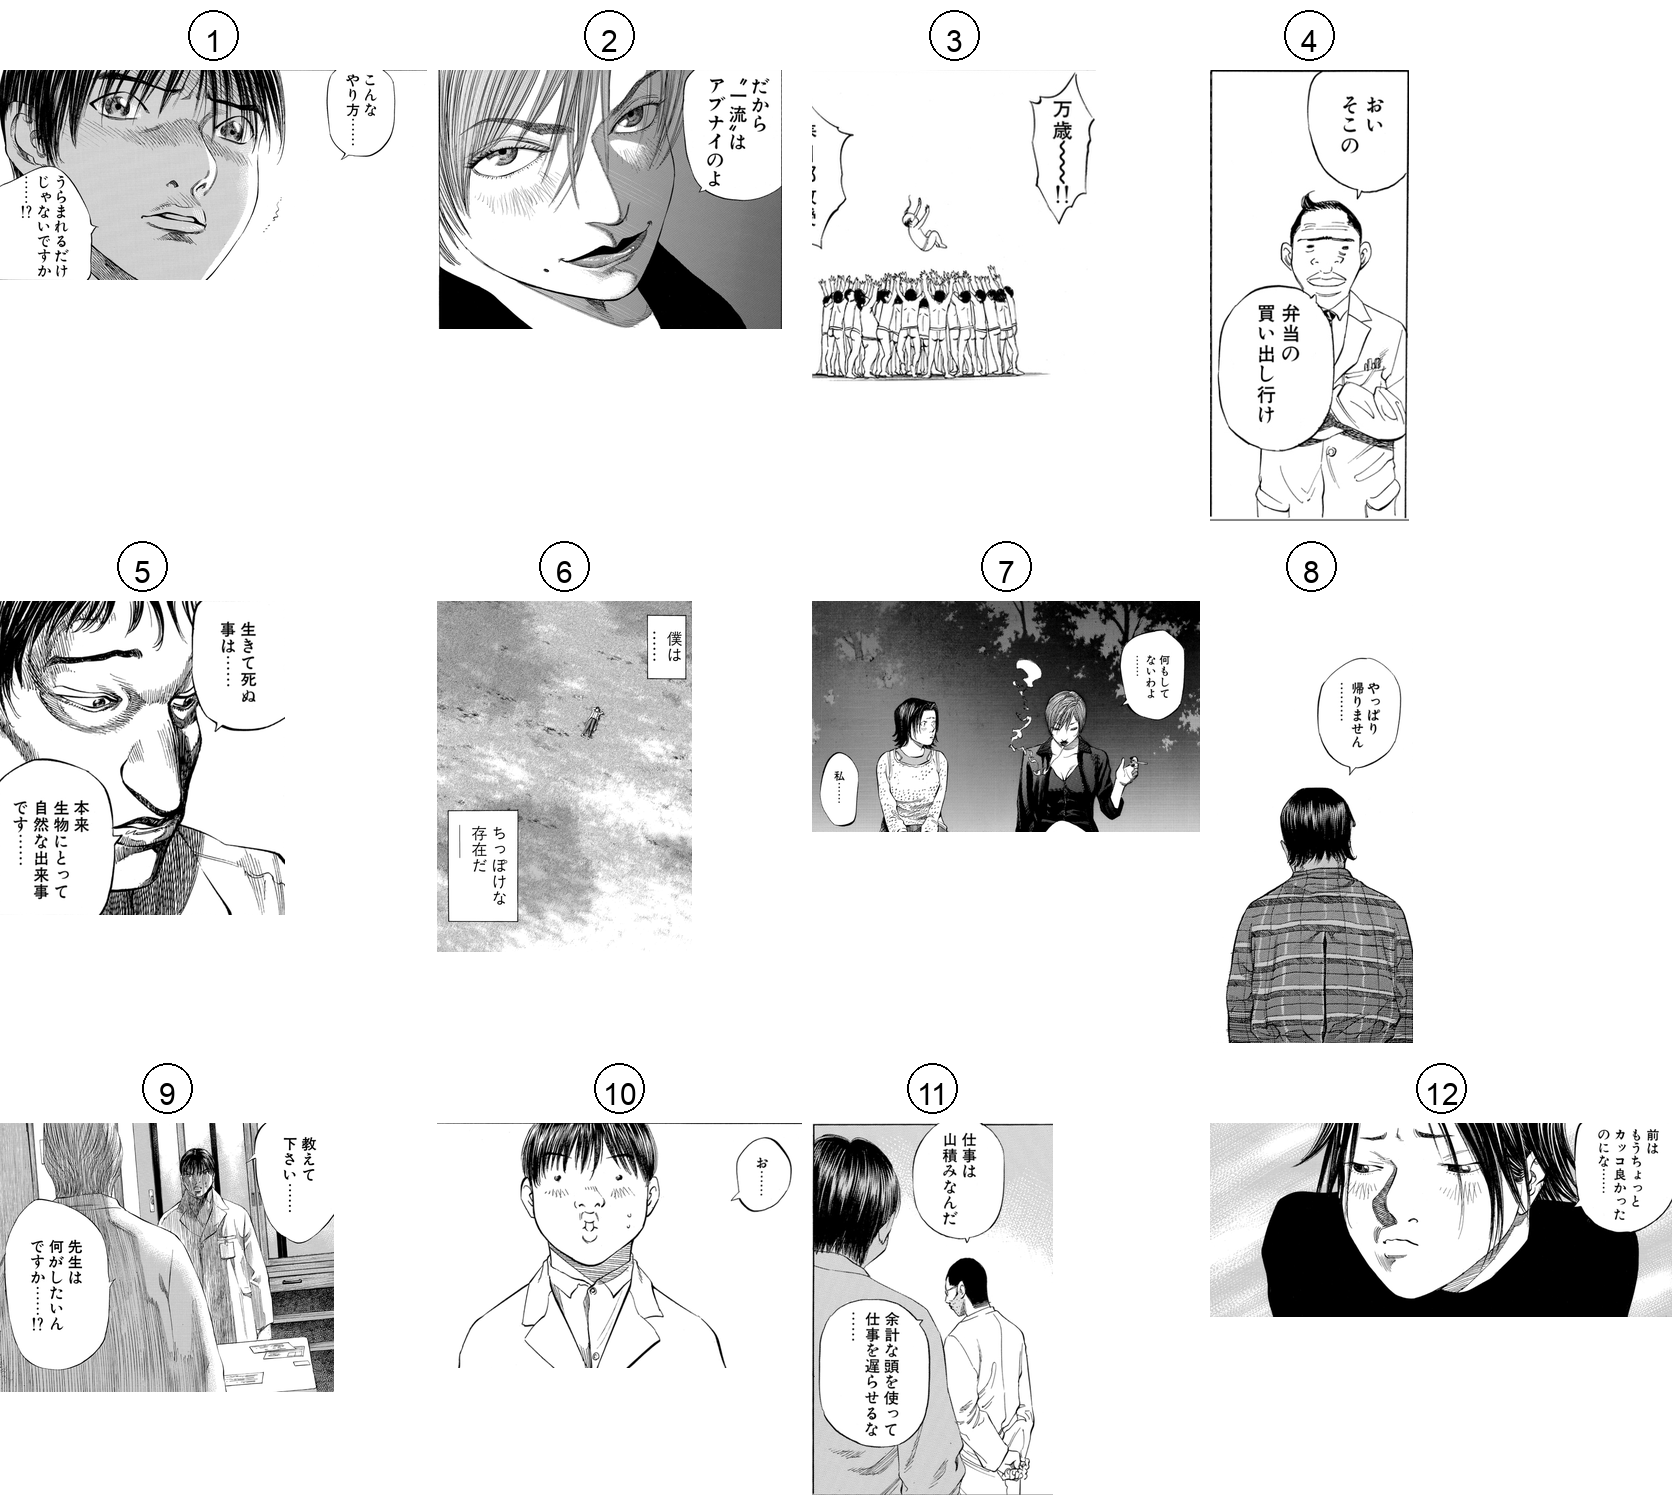 1
こんな
やり方……
うらまれるだけ
じゃないですか
……!?
2
だから
〝一流〟は
アブナイのよ
3
万歳〜〜〜!!
4
おい
そこの
弁当の
買い出し行け
5
生きて死ぬ
事は……
本来
生物にとって
自然な出来事
です……
6
僕は
……
ちっぽけな
存在だ
――
7
何もして
ないわよ
……
私……
8
やっぱり
帰りません
………
9
教えて
下さい……
先生は
何がしたいん
ですか……!?
10
お……
11
仕事は
山積みなんだ
余計な頭を使って
仕事を遅らせるな
……
12
前は
もうちょっと
カッコ良かった
のにな……